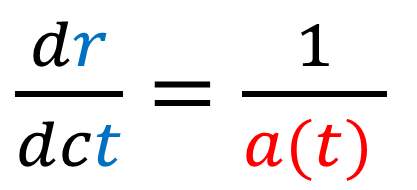 dr/dct = 1/a(t)